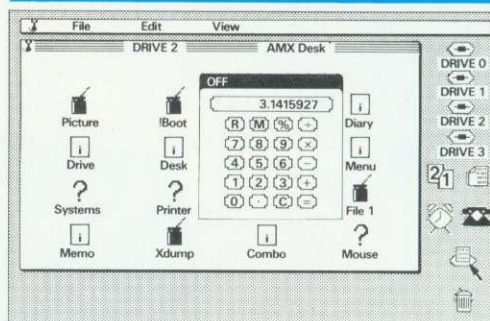 File Edit View
DRIVE 2 AMX Desk
OFF
3.1415927
R M % ÷
7 8 9 ×
4 5 6 -
1 2 3 +
0 · C =
Picture !Boot Diary
Drive Desk Menu
Systems Printer File 1
Memo Xdump Combo Mouse
DRIVE 0
DRIVE 1
DRIVE 2
DRIVE 3
2/1